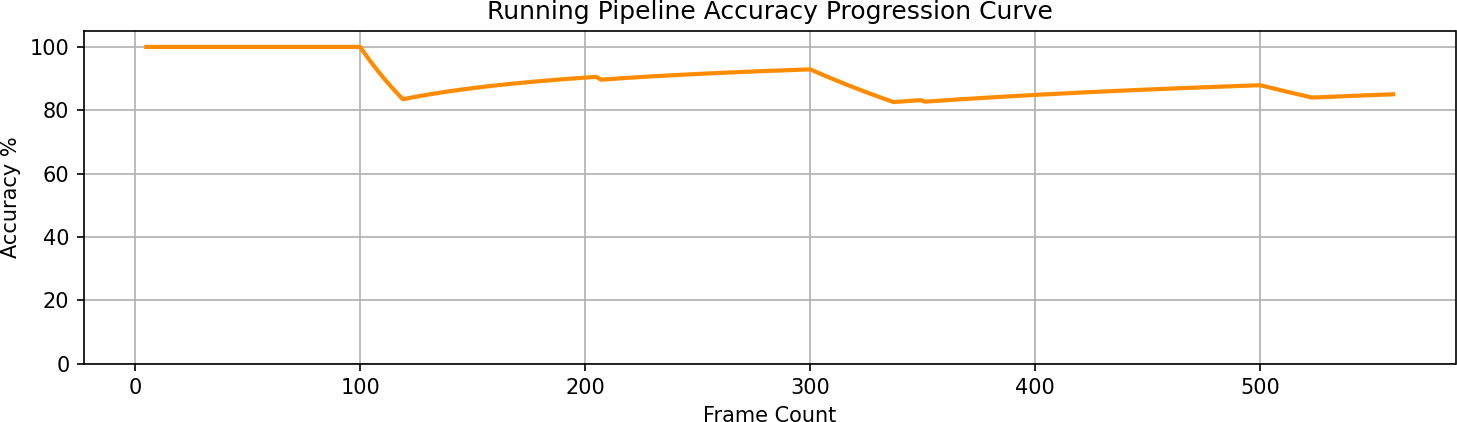 Running Pipeline Accuracy Progression Curve
Accuracy %
100
80
60
40
20
0
0 100 200 300 400 500
Frame Count